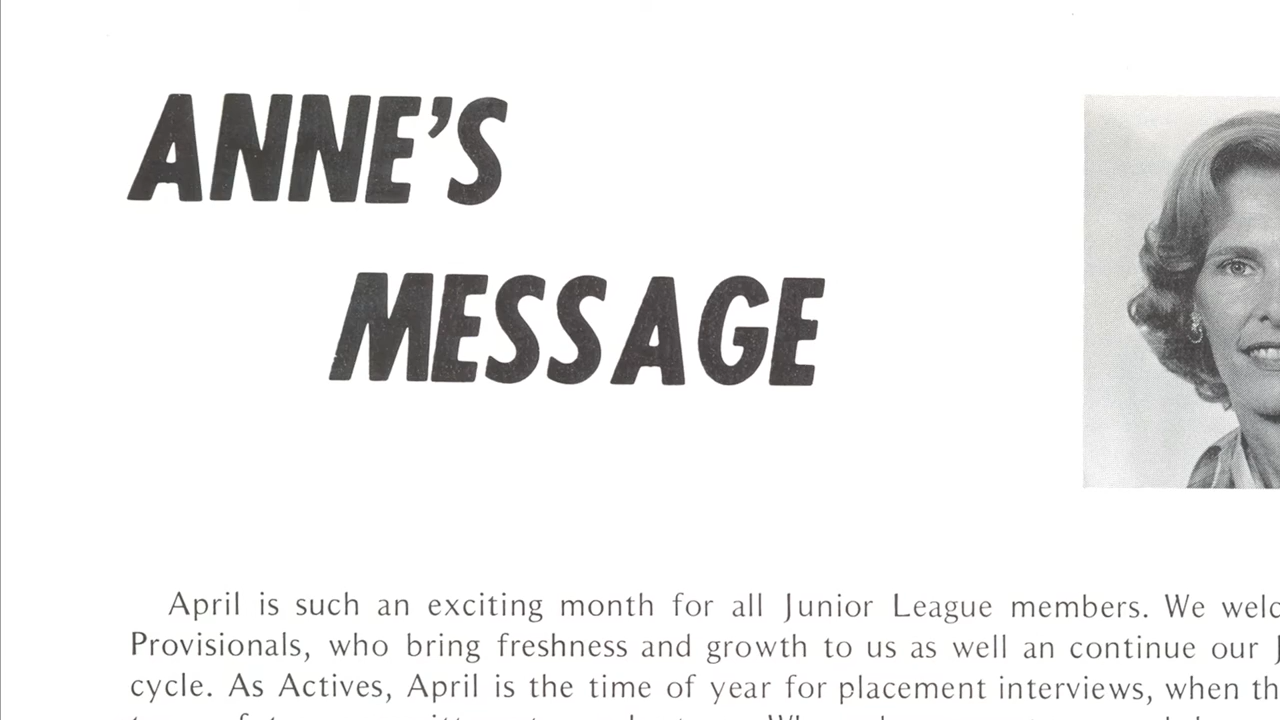 ANNE'S
MESSAGE
April is such an exciting month for all Junior League members. We
Provisionals, who bring freshness and growth to us as well an continue our
cycle. As Actives, April is the time of year for placement interviews, when